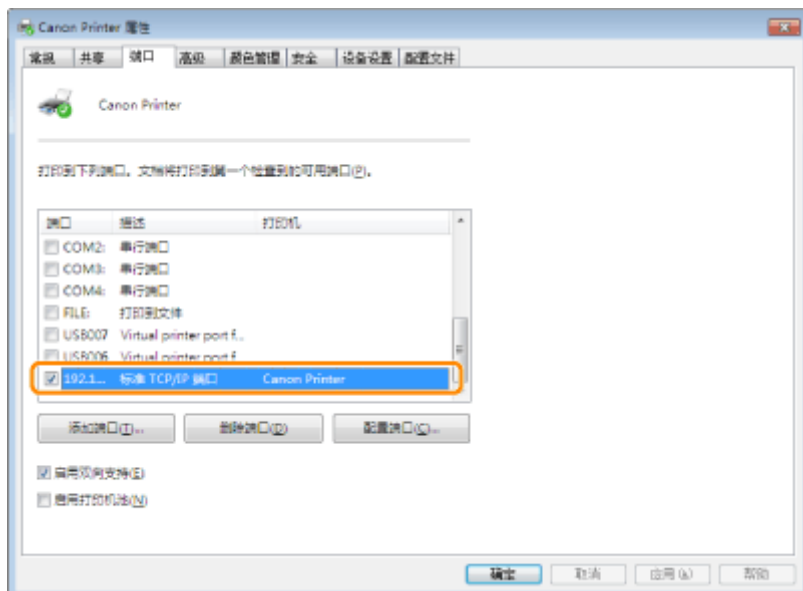 Canon Printer 属性
常规 共享 端口 高级 颜色管理 安全 设备设置 配置文件
Canon Printer
打印到下列端口。文档将打印到第一个检查到的可用端口(P)。
端口 描述 打印机
COM2: 串行端口
COM3: 串行端口
COM4: 串行端口
FILE: 打印到文件
USB007 Virtual printer port f...
USB006 Virtual printer port f
192.1... 标准 TCP/IP 端口 Canon Printer
添加端口(T)... 删除端口(D) 配置端口(C)...
启用双向支持(E)
启用打印机池(N)
确定 取消 应用(A) 帮助